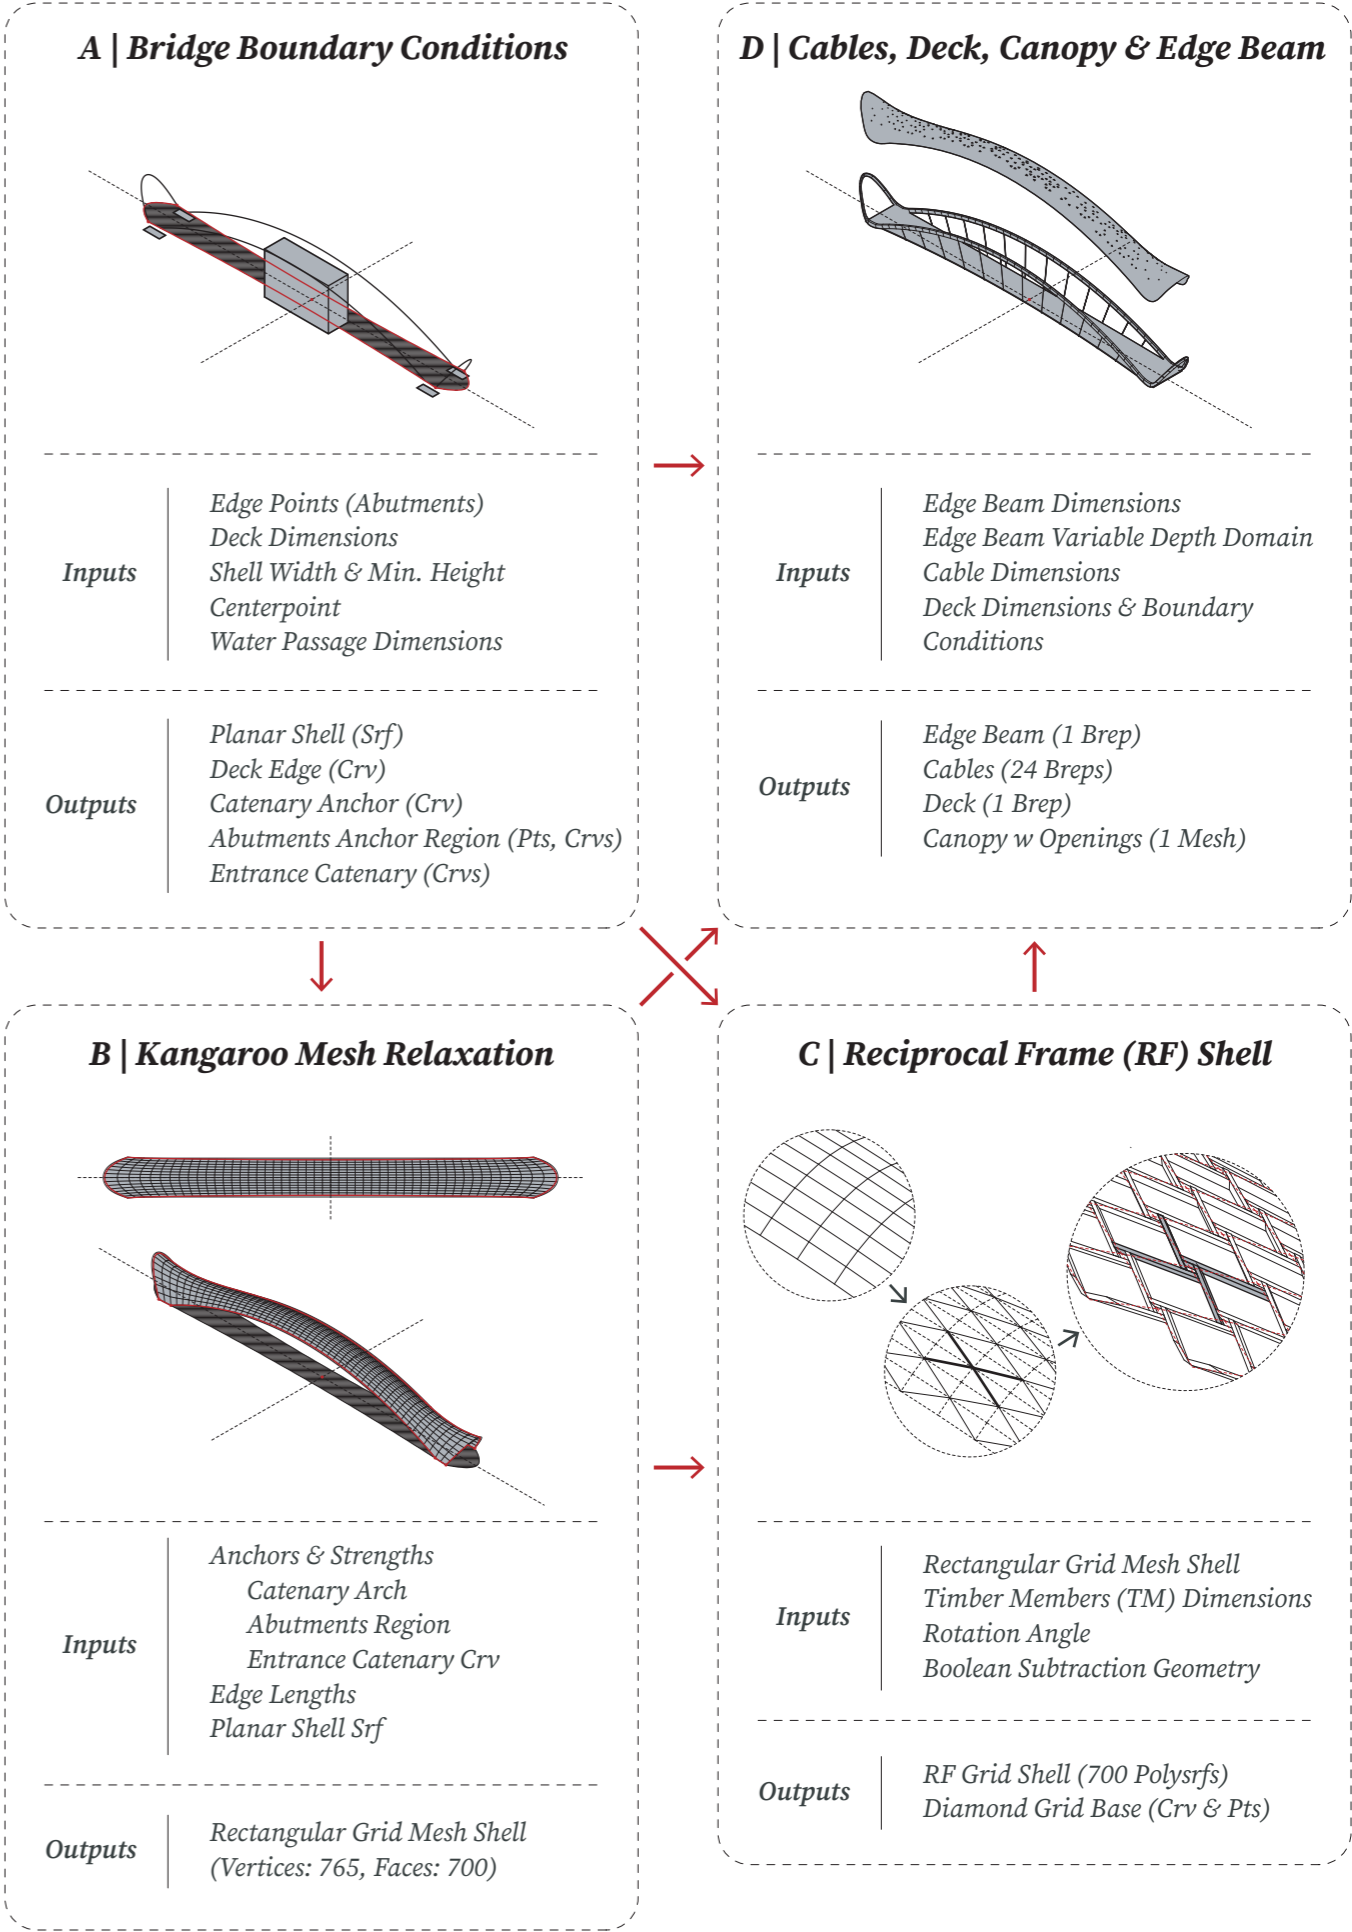 A | Bridge Boundary Conditions
Inputs
Edge Points (Abutments)
Deck Dimensions
Shell Width & Min. Height
Centerpoint
Water Passage Dimensions
Outputs
Planar Shell (Srf)
Deck Edge (Crv)
Catenary Anchor (Crv)
Abutments Anchor Region (Pts, Crvs)
Entrance Catenary (Crvs)
D | Cables, Deck, Canopy & Edge Beam
Inputs
Edge Beam Dimensions
Edge Beam Variable Depth Domain
Cable Dimensions
Deck Dimensions & Boundary
Conditions
Outputs
Edge Beam (1 Brep)
Cables (24 Breps)
Deck (1 Brep)
Canopy w Openings (1 Mesh)
B | Kangaroo Mesh Relaxation
Inputs
Anchors & Strengths
Catenary Arch
Abutments Region
Entrance Catenary Crv
Edge Lengths
Planar Shell Srf
Outputs
Rectangular Grid Mesh Shell
(Vertices: 765, Faces: 700)
C | Reciprocal Frame (RF) Shell
Inputs
Rectangular Grid Mesh Shell
Timber Members (TM) Dimensions
Rotation Angle
Boolean Subtraction Geometry
Outputs
RF Grid Shell (700 Polysrfs)
Diamond Grid Base (Crv & Pts)